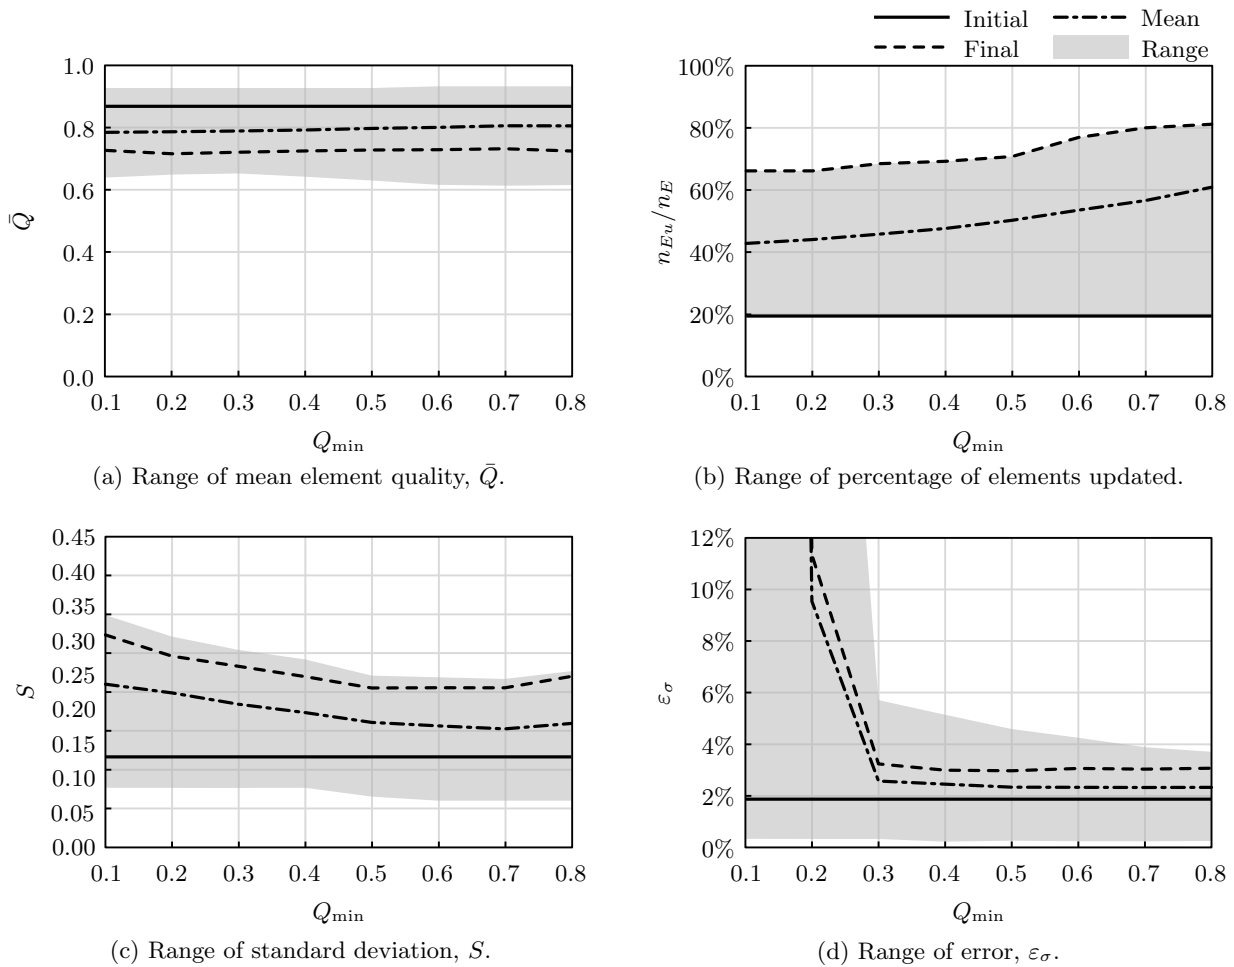 Initial
Mean
Final
Range
1.0
0.8
0.6
0.4
0.2
0.0
Q̄
0.1 0.2 0.3 0.4 0.5 0.6 0.7 0.8
Q_min
(a) Range of mean element quality, Q̄.
100%
80%
60%
40%
20%
0%
n_Eu/n_E
0.1 0.2 0.3 0.4 0.5 0.6 0.7 0.8
Q_min
(b) Range of percentage of elements updated.
0.45
0.40
0.35
0.30
0.25
0.20
0.15
0.10
0.05
0.00
S
0.1 0.2 0.3 0.4 0.5 0.6 0.7 0.8
Q_min
(c) Range of standard deviation, S.
12%
10%
8%
6%
4%
2%
0%
ε_σ
0.1 0.2 0.3 0.4 0.5 0.6 0.7 0.8
Q_min
(d) Range of error, ε_σ.